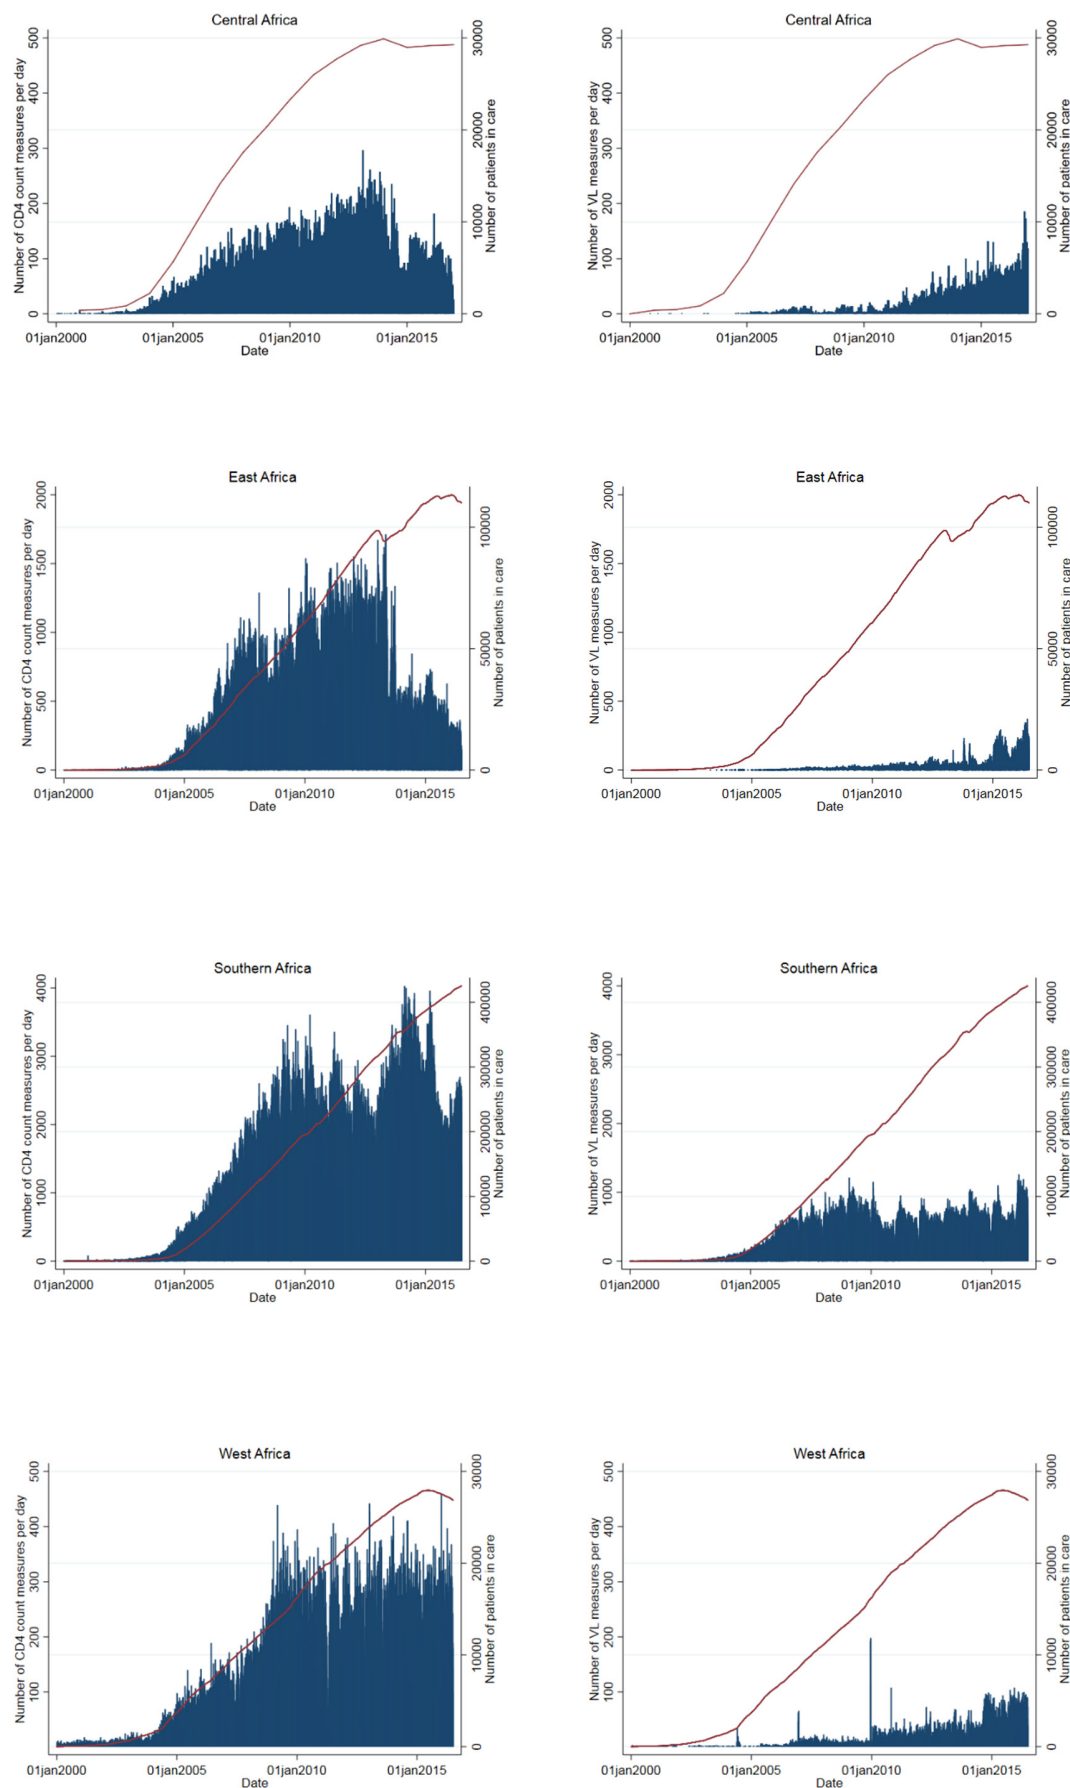 Central Africa
Number of CD4 count measures per day
500
400
300
200
100
0
30000
20000
10000
0
Number of patients in care
01jan2000 01jan2005 01jan2010 01jan2015
Date
Central Africa
Number of VL measures per day
500
400
300
200
100
0
30000
20000
10000
0
Number of patients in care
01jan2000 01jan2005 01jan2010 01jan2015
Date
East Africa
Number of CD4 count measures per day
2000
1500
1000
500
0
100000
50000
0
Number of patients in care
01jan2000 01jan2005 01jan2010 01jan2015
Date
East Africa
Number of VL measures per day
2000
1500
1000
500
0
100000
50000
0
Number of patients in care
01jan2000 01jan2005 01jan2010 01jan2015
Date
Southern Africa
Number of CD4 count measures per day
4000
3000
2000
1000
0
400000
300000
200000
100000
0
Number of patients in care
01jan2000 01jan2005 01jan2010 01jan2015
Date
Southern Africa
Number of VL measures per day
4000
3000
2000
1000
0
400000
300000
200000
100000
0
Number of patients in care
01jan2000 01jan2005 01jan2010 01jan2015
Date
West Africa
Number of CD4 count measures per day
500
400
300
200
100
30000
20000
10000
0
Number of patients in care
01jan2000 01jan2005 01jan2010 01jan2015
Date
West Africa
Number of VL measures per day
500
400
300
200
100
30000
20000
10000
0
Number of patients in care
01jan2000 01jan2005 01jan2010 01jan2015
Date